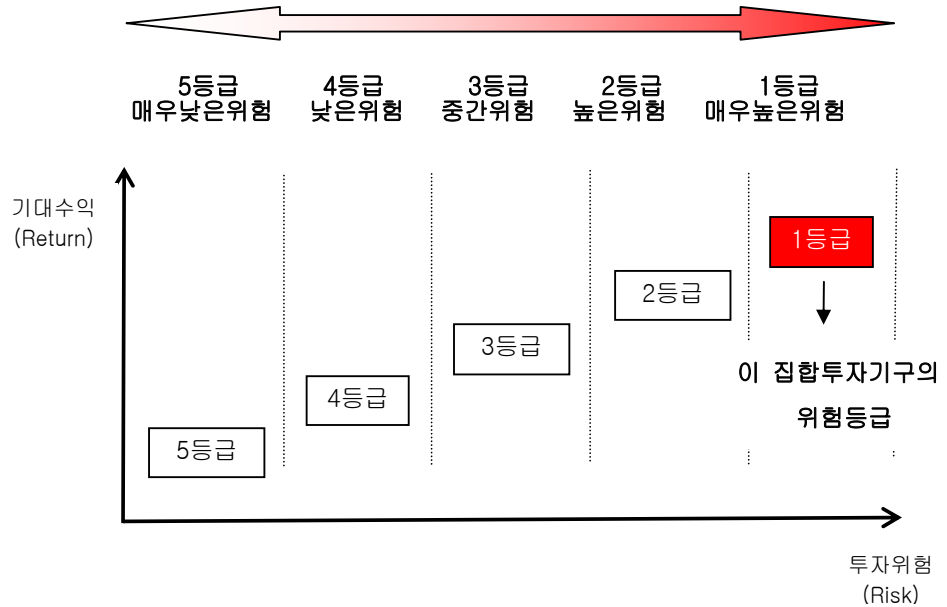 5등급
매우낮은위험
4등급
낮은위험
3등급
중간위험
2등급
높은위험
1등급
매우높은위험
기대수익
(Return)
1등급
2등급
3등급
4등급
5등급
이 집합투자기구의
위험등급
투자위험
(Risk)